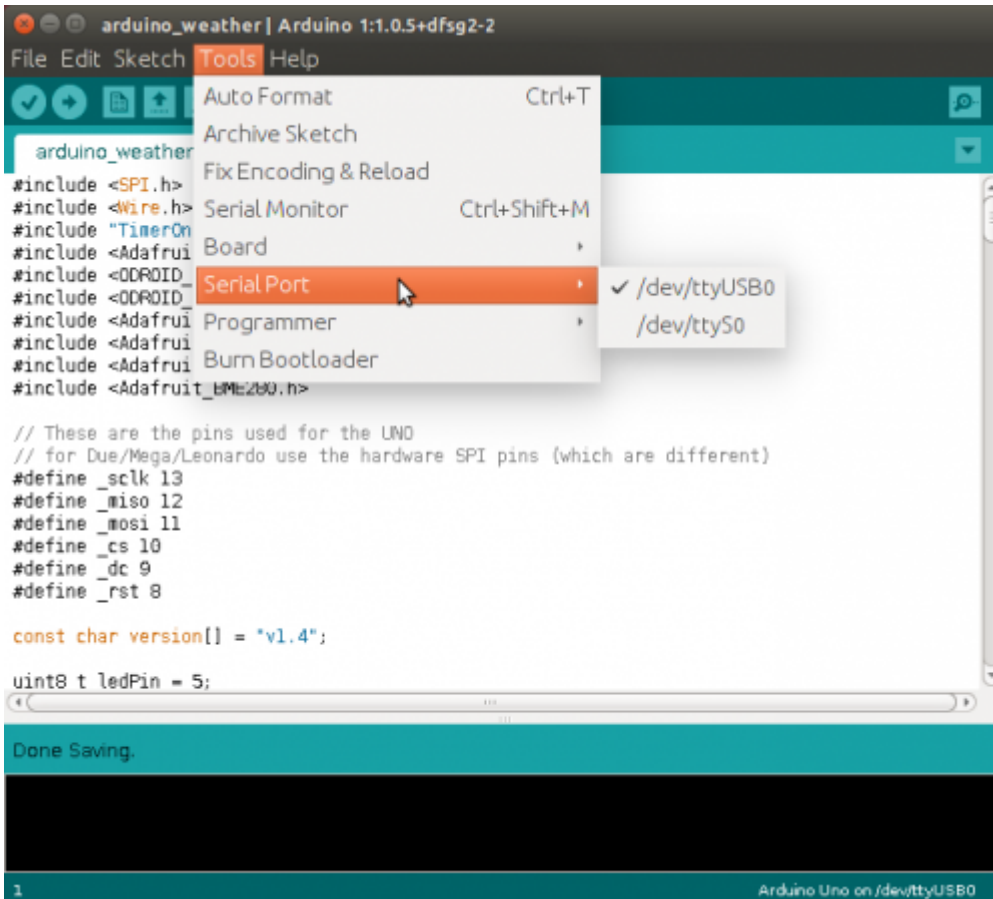 arduino_weather | Arduino 1:1.0.5+dfsg2-2
File Edit Sketch Tools Help
Auto Format Ctrl+T
Archive Sketch
Fix Encoding & Reload
Serial Monitor Ctrl+Shift+M
Board
Serial Port
Programmer
Burn Bootloader
✓ /dev/ttyUSB0
/dev/ttyS0
arduino_weather
#include <SPI.h>
#include <Wire.h>
#include "TimerOn
#include <Adafrui
#include <ODROID_
#include <ODROID_
#include <Adafrui
#include <Adafrui
#include <Adafrui
#include <Adafruit_BME280.h>
// These are the pins used for the UNO
// for Due/Mega/Leonardo use the hardware SPI pins (which are different)
#define _sclk 13
#define _miso 12
#define _mosi 11
#define _cs 10
#define _dc 9
#define _rst 8
const char version[] = "v1.4";
uint8_t ledPin = 5;
Done Saving.
1 Arduino Uno on /dev/ttyUSB0